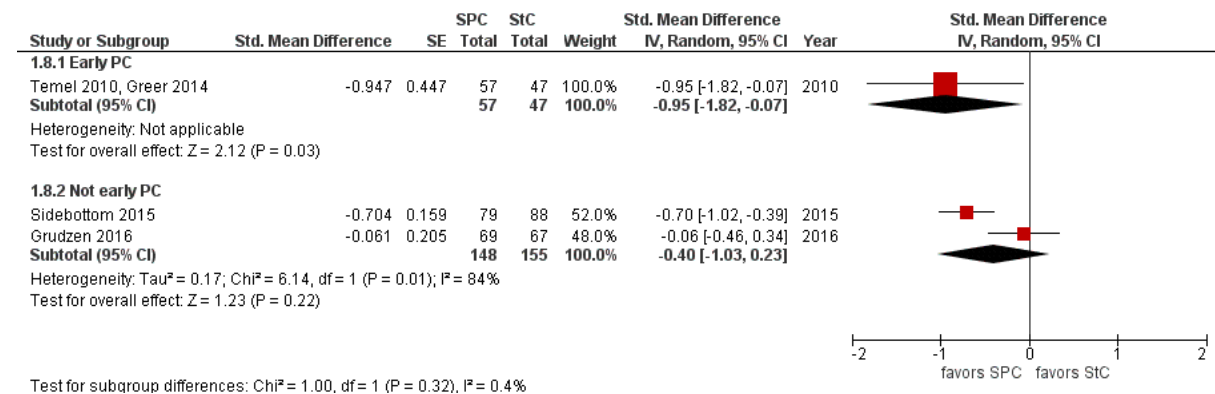 SPC StC Std. Mean Difference Std. Mean Difference
Study or Subgroup Std. Mean Difference SE Total Total Weight IV, Random, 95% CI Year IV, Random, 95% CI
1.8.1 Early PC
Temel 2010, Greer 2014 -0.947 0.447 57 47 100.0% -0.95 [-1.82, -0.07] 2010
Subtotal (95% CI) 57 47 100.0% -0.95 [-1.82, -0.07]
Heterogeneity: Not applicable
Test for overall effect: Z = 2.12 (P = 0.03)
1.8.2 Not early PC
Sidebottom 2015 -0.704 0.159 79 88 52.0% -0.70 [-1.02, -0.39] 2015
Grudzen 2016 -0.061 0.205 69 67 48.0% -0.06 [-0.46, 0.34] 2016
Subtotal (95% CI) 148 155 100.0% -0.40 [-1.03, 0.23]
Heterogeneity: Tau² = 0.17; Chi² = 6.14, df = 1 (P = 0.01); I² = 84%
Test for overall effect: Z = 1.23 (P = 0.22)
-2 -1 0 1 2
favors SPC favors StC
Test for subgroup differences: Chi² = 1.00, df = 1 (P = 0.32), I² = 0.4%